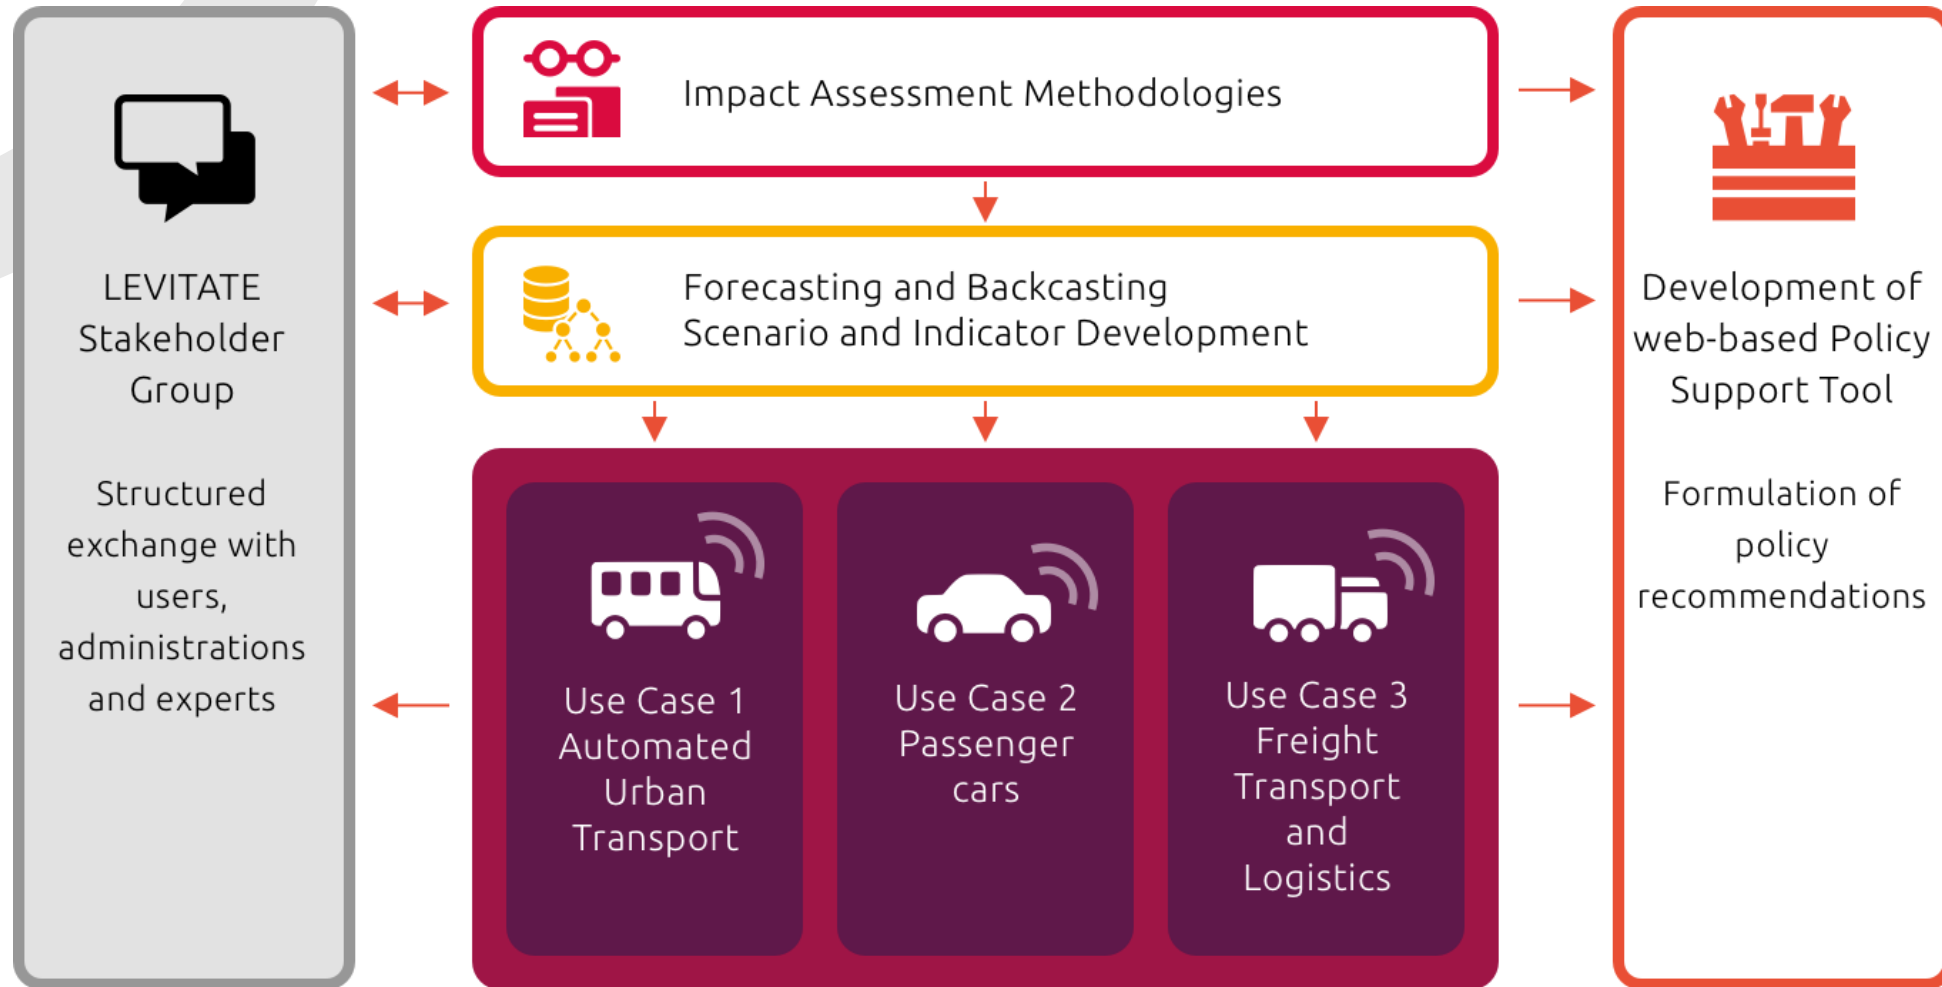 LEVITATE
Stakeholder
Group
Structured
exchange with
users,
administrations
and experts
Impact Assessment Methodologies
Forecasting and Backcasting
Scenario and Indicator Development
Use Case 1
Automated
Urban
Transport
Use Case 2
Passenger
cars
Use Case 3
Freight
Transport
and
Logistics
Development of
web-based Policy
Support Tool
Formulation of
policy
recommendations